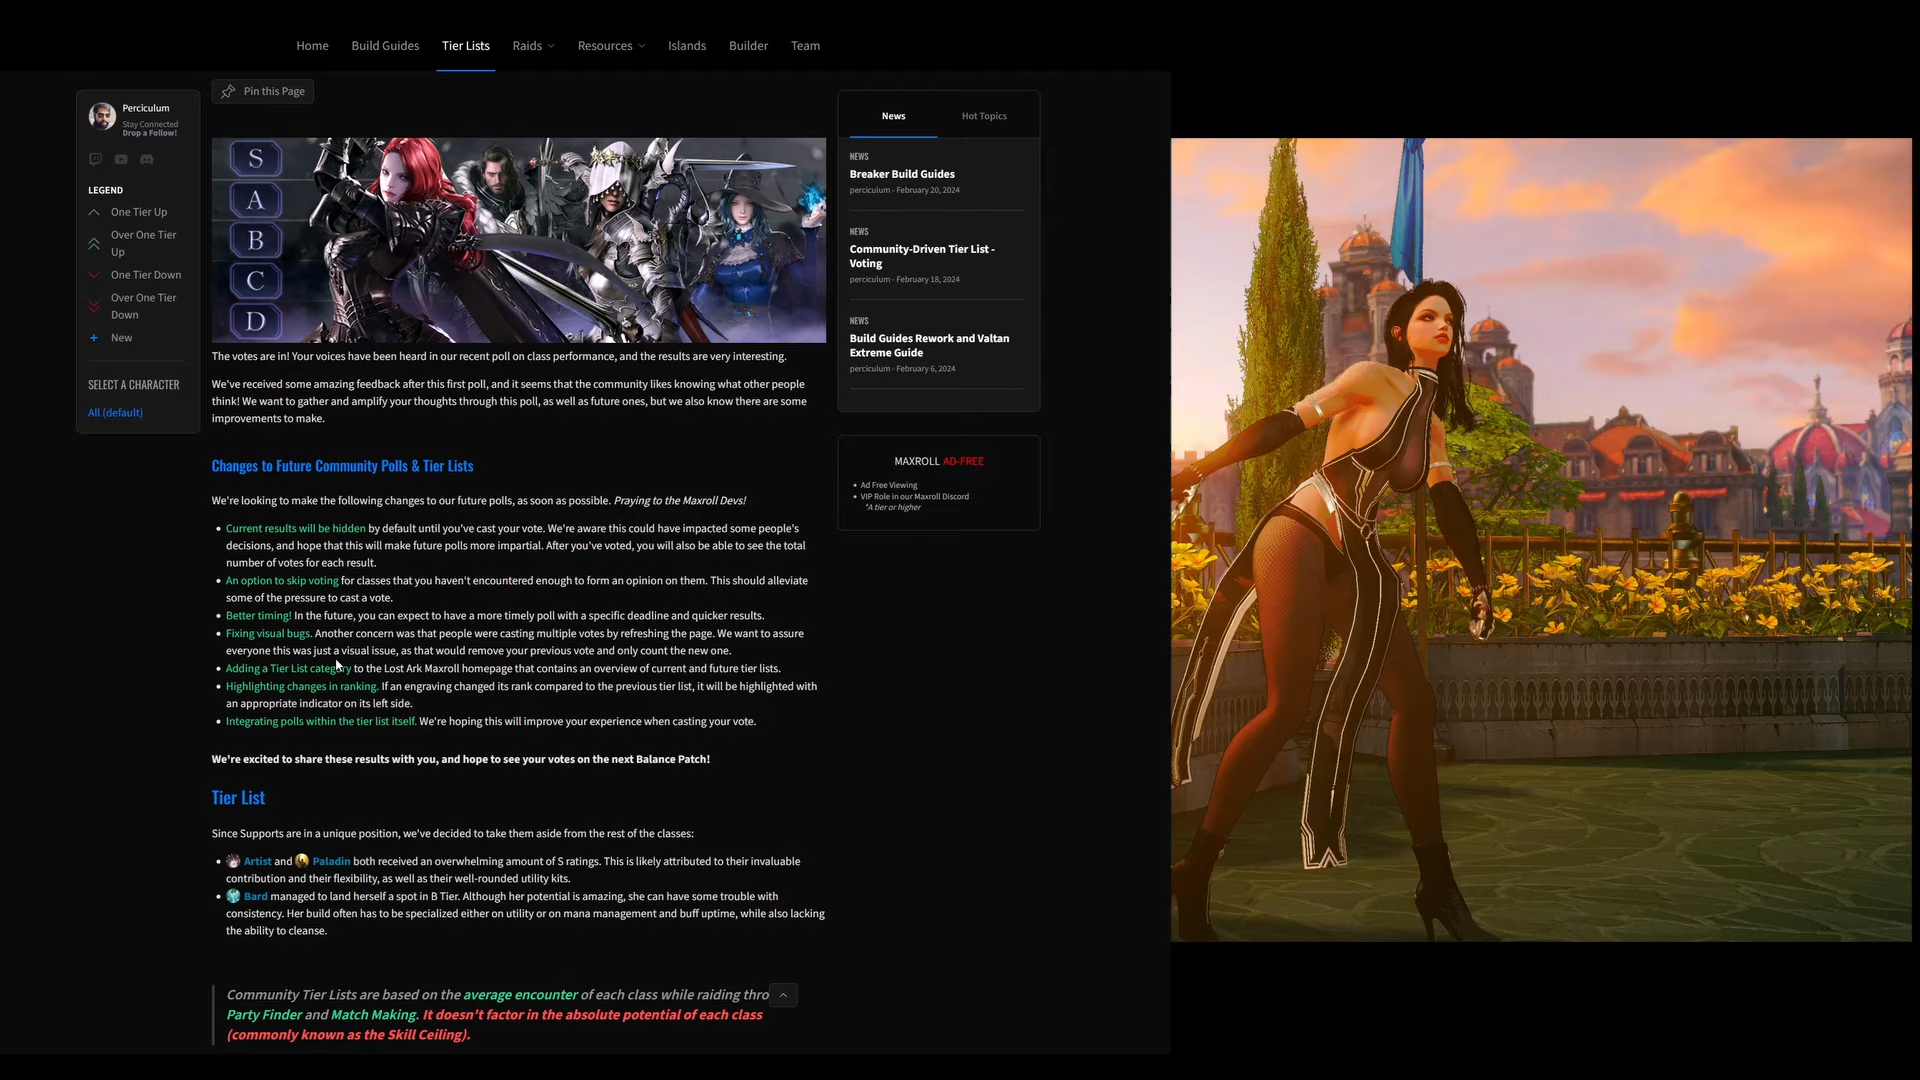 Home Build Guides Tier Lists Raids Resources Islands Builder Team
Pin this Page
Perciculum
Stay Connected
Drop a Follow!
LEGEND
One Tier Up
Over One Tier
Up
One Tier Down
Over One Tier
Down
New
SELECT A CHARACTER
All (default)
S
A
B
C
D
The votes are in! Your voices have been heard in our recent poll on class performance, and the results are very interesting.
We've received some amazing feedback after this first poll, and it seems that the community likes knowing what other people
think! We want to gather and amplify your thoughts through this poll, as well as future ones, but we also know there are some
improvements to make.
Changes to Future Community Polls & Tier Lists
We're looking to make the following changes to our future polls, as soon as possible. Praying to the Maxroll Devs!
• Current results will be hidden by default until you've cast your vote. We're aware this could have impacted some people's
decisions, and hope that this will make future polls more impartial. After you've voted, you will also be able to see the total
number of votes for each result.
• An option to skip voting for classes that you haven't encountered enough to form an opinion on them. This should alleviate
some of the pressure to cast a vote.
• Better timing! In the future, you can expect to have a more timely poll with a specific deadline and quicker results.
• Fixing visual bugs. Another concern was that people were casting multiple votes by refreshing the page. We want to assure
everyone this was just a visual issue, as that would remove your previous vote and only count the new one.
• Adding a Tier List category to the Lost Ark Maxroll homepage that contains an overview of current and future tier lists.
• Highlighting changes in ranking. If an engraving changed its rank compared to the previous tier list, it will be highlighted with
an appropriate indicator on its left side.
• Integrating polls within the tier list itself. We're hoping this will improve your experience when casting your vote.
We're excited to share these results with you, and hope to see your votes on the next Balance Patch!
Tier List
Since Supports are in a unique position, we've decided to take them aside from the rest of the classes:
• Artist and Paladin both received an overwhelming amount of S ratings. This is likely attributed to their invaluable
contribution and their flexibility, as well as their well-rounded utility kits.
• Bard managed to land herself a spot in B Tier. Although her potential is amazing, she can have some trouble with
consistency. Her build often has to be specialized either on utility or on mana management and buff uptime, while also lacking
the ability to cleanse.
Community Tier Lists are based on the average encounter of each class while raiding thro
Party Finder and Match Making. It doesn't factor in the absolute potential of each class
(commonly known as the Skill Ceiling).
News Hot Topics
NEWS
Breaker Build Guides
perciculum - February 20, 2024
NEWS
Community-Driven Tier List -
Voting
perciculum - February 18, 2024
NEWS
Build Guides Rework and Valtan
Extreme Guide
perciculum - February 6, 2024
MAXROLL AD-FREE
• Ad Free Viewing
• VIP Role in our Maxroll Discord
*A tier or higher